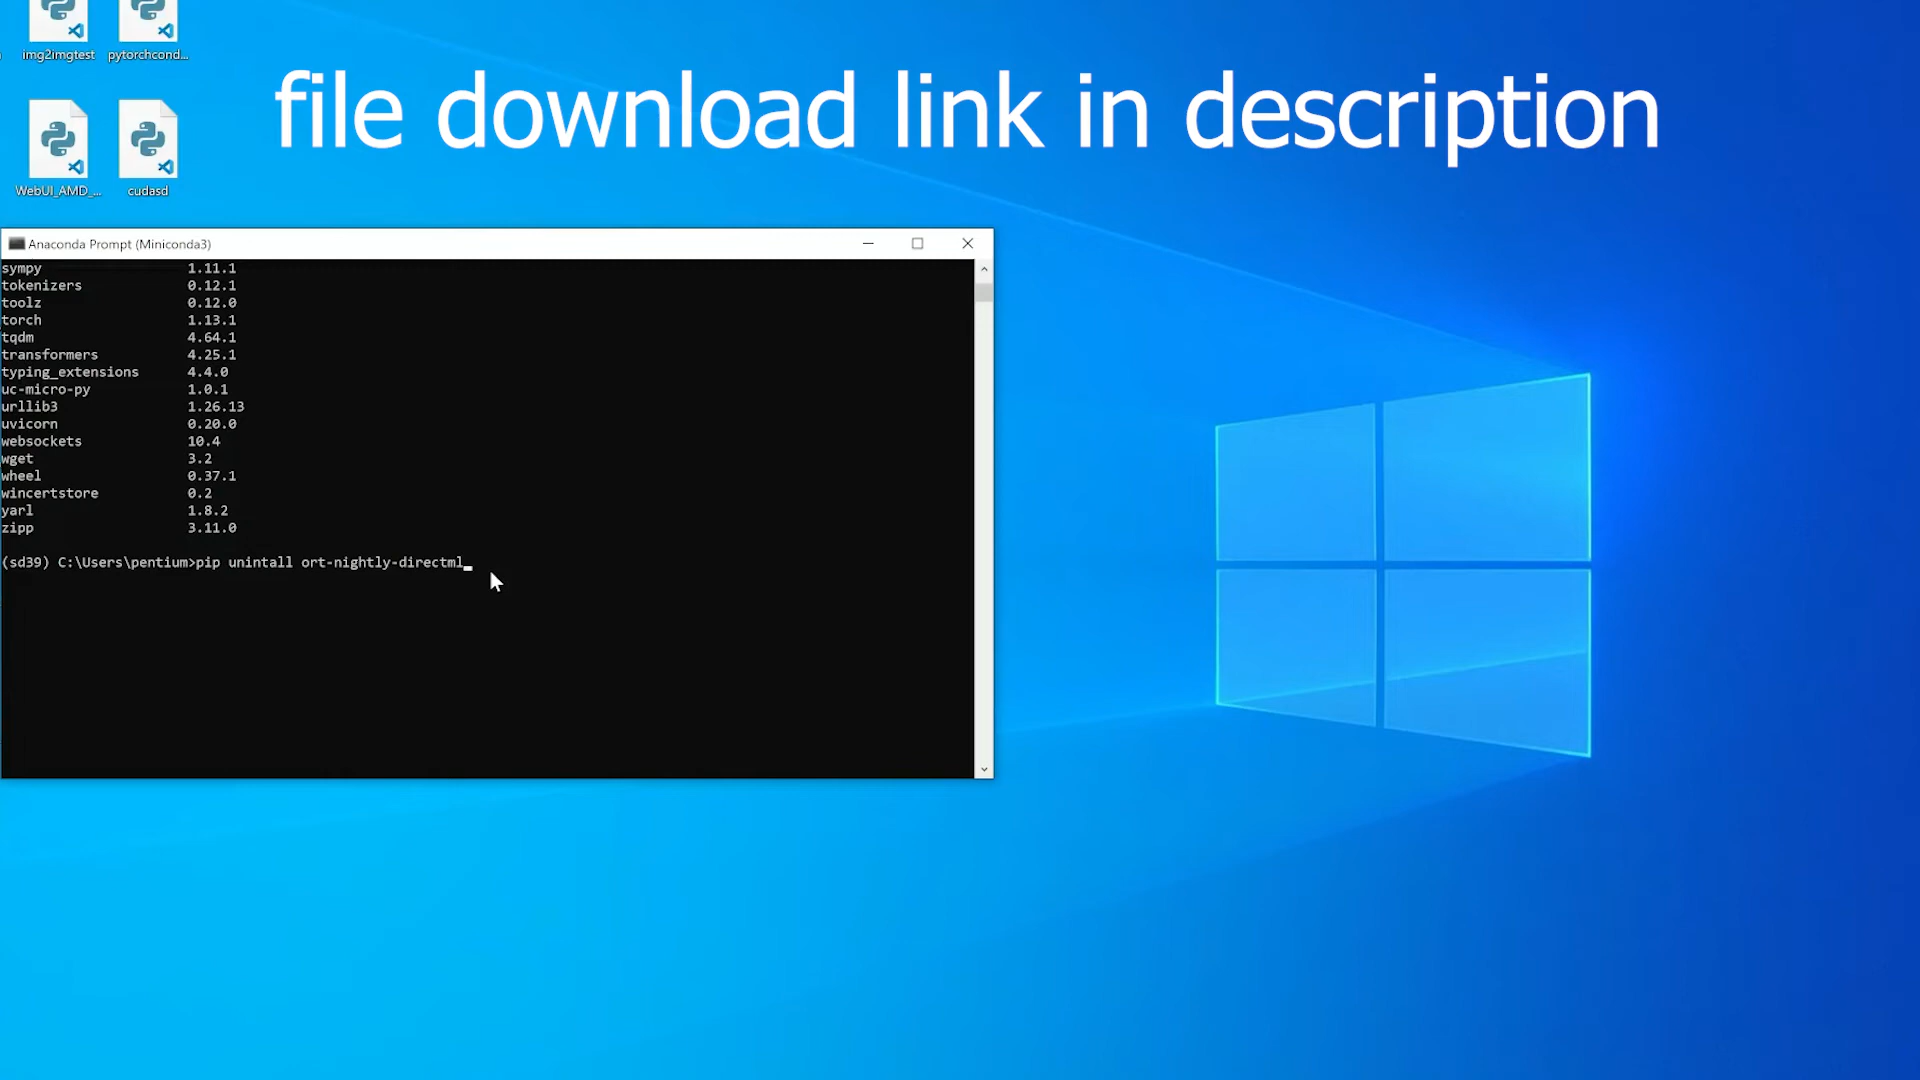 img2imgtest pytorchcond...
file download link in description
WebUI_AMD_... cudasd
Anaconda Prompt (Miniconda3)
sympy 1.11.1
tokenizers 0.12.1
toolz 0.12.0
torch 1.13.1
tqdm 4.64.1
transformers 4.25.1
typing_extensions 4.4.0
uc-micro-py 1.0.1
urllib3 1.26.13
uvicorn 0.20.0
websockets 10.4
wget 3.2
wheel 0.37.1
wincertstore 0.2
yarl 1.8.2
zipp 3.11.0
(sd39) C:\Users\pentium>pip unintall ort-nightly-directml